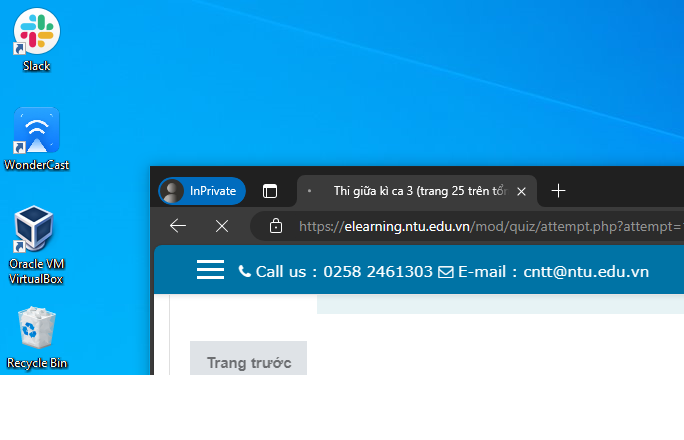 Slack
WonderCast
Oracle VM
VirtualBox
Recycle Bin
InPrivate
Thi giữa kì ca 3 (trang 25 trên tổn
https://elearning.ntu.edu.vn/mod/quiz/attempt.php?attempt=
Call us : 0258 2461303 E-mail : cntt@ntu.edu.vn
Trang trước